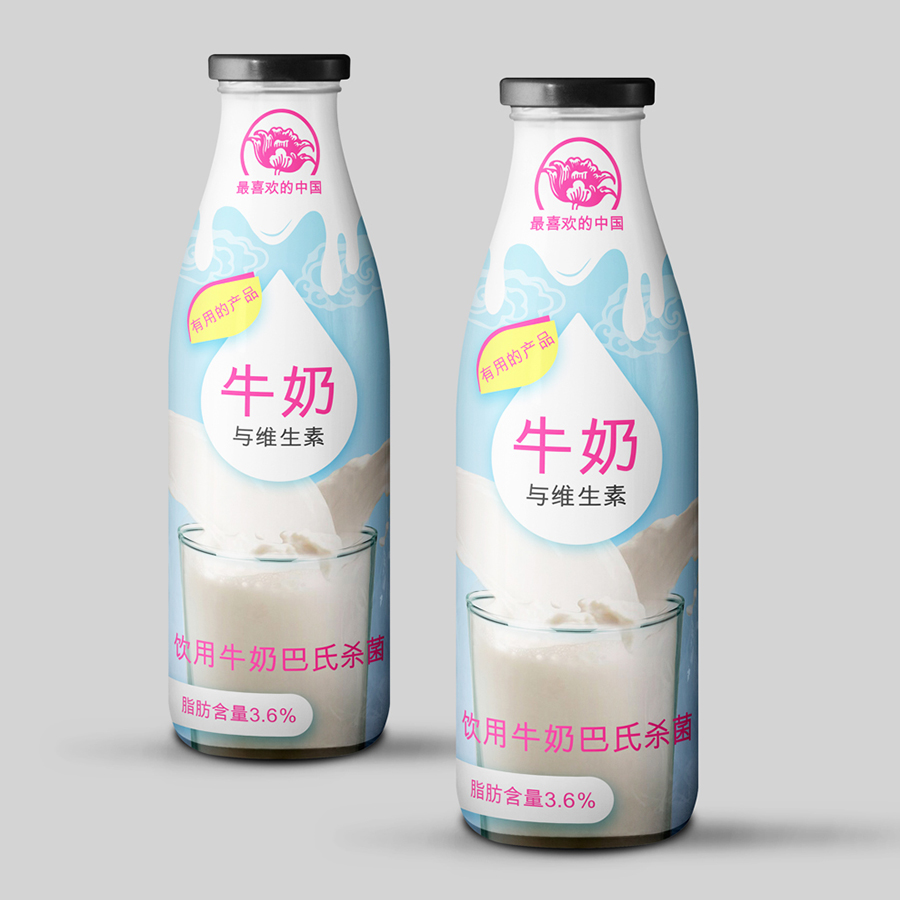 最喜欢的中国
有用的产品
牛奶
与维生素
饮用牛奶巴氏杀菌
脂肪含量3.6%
最喜欢的中国
有用的产品
牛奶
与维生素
饮用牛奶巴氏杀菌
脂肪含量3.6%